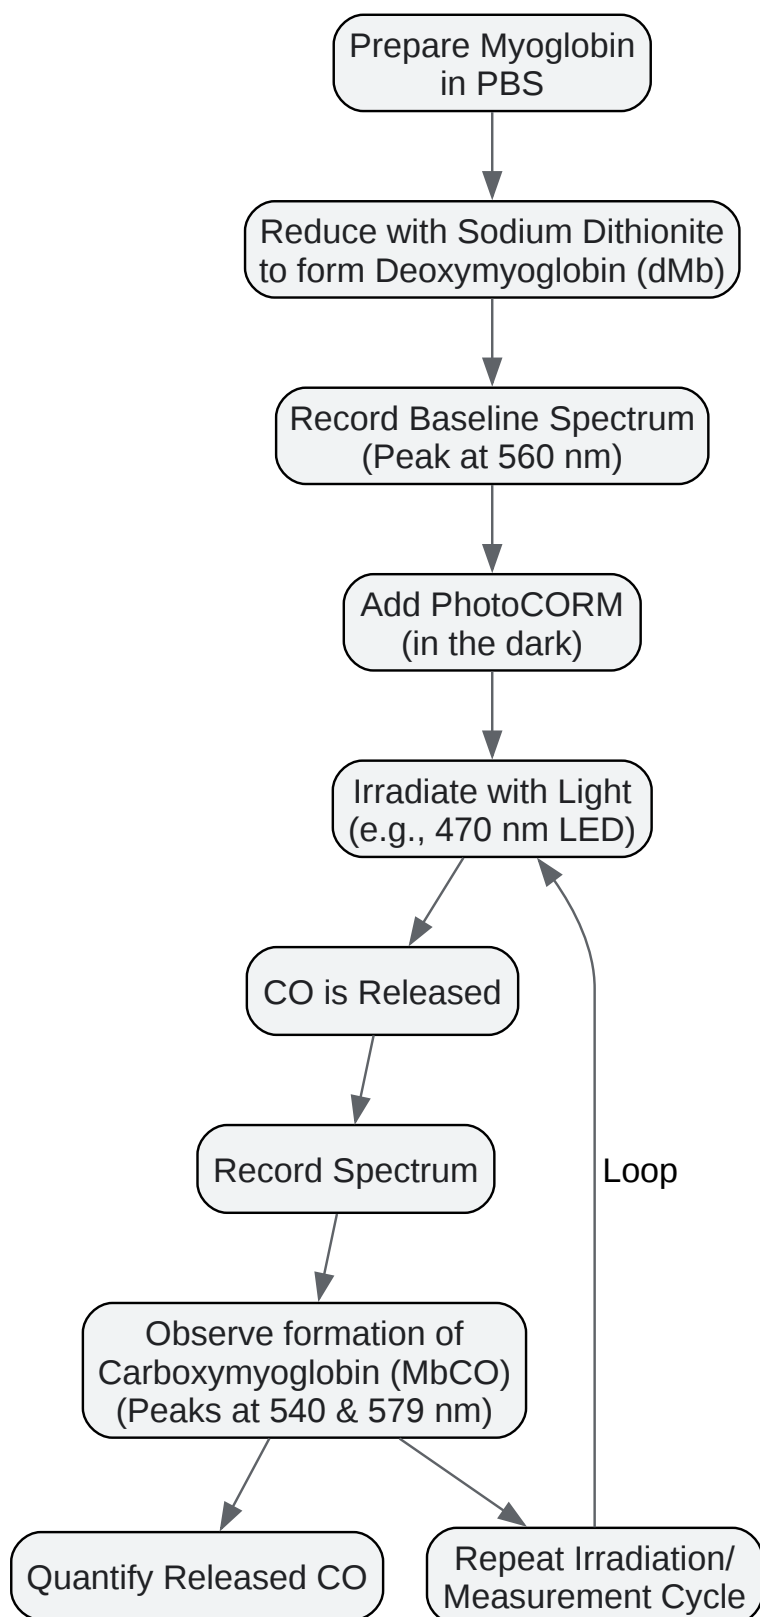 Prepare Myoglobin
in PBS
Reduce with Sodium Dithionite
to form Deoxymyoglobin (dMb)
Record Baseline Spectrum
(Peak at 560 nm)
Add PhotoCORM
(in the dark)
Irradiate with Light
(e.g., 470 nm LED)
CO is Released
Record Spectrum
Loop
Observe formation of
Carboxymyoglobin (MbCO)
(Peaks at 540 & 579 nm)
Quantify Released CO
Repeat Irradiation/
Measurement Cycle